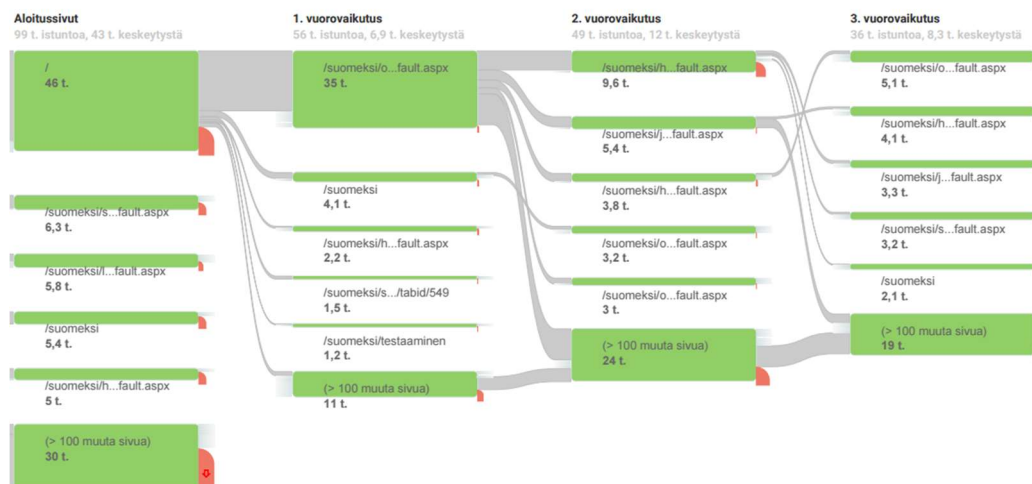 Aloitussivut
99 t. istuntoa, 43 t. keskeytystä
/
46 t.
/suomeksi/s...fault.aspx
6,3 t.
/suomeksi/l...fault.aspx
5,8 t.
/suomeksi
5,4 t.
/suomeksi/h...fault.aspx
5 t.
(> 100 muuta sivua)
30 t.
1. vuorovaikutus
56 t. istuntoa, 6,9 t. keskeytystä
/suomeksi/o...fault.aspx
35 t.
/suomeksi
4,1 t.
/suomeksi/h...fault.aspx
2,2 t.
/suomeksi/s.../tabid/549
1,5 t.
/suomeksi/testaaminen
1,2 t.
(> 100 muuta sivua)
11 t.
2. vuorovaikutus
49 t. istuntoa, 12 t. keskeytystä
/suomeksi/h...fault.aspx
9,6 t.
/suomeksi/j...fault.aspx
5,4 t.
/suomeksi/h...fault.aspx
3,8 t.
/suomeksi/o...fault.aspx
3,2 t.
/suomeksi/o...fault.aspx
3 t.
(> 100 muuta sivua)
24 t.
3. vuorovaikutus
36 t. istuntoa, 8,3 t. keskeytystä
/suomeksi/o...fault.aspx
5,1 t.
/suomeksi/h...fault.aspx
4,1 t.
/suomeksi/j...fault.aspx
3,3 t.
/suomeksi/s...fault.aspx
3,2 t.
/suomeksi
2,1 t.
(> 100 muuta sivua)
19 t.